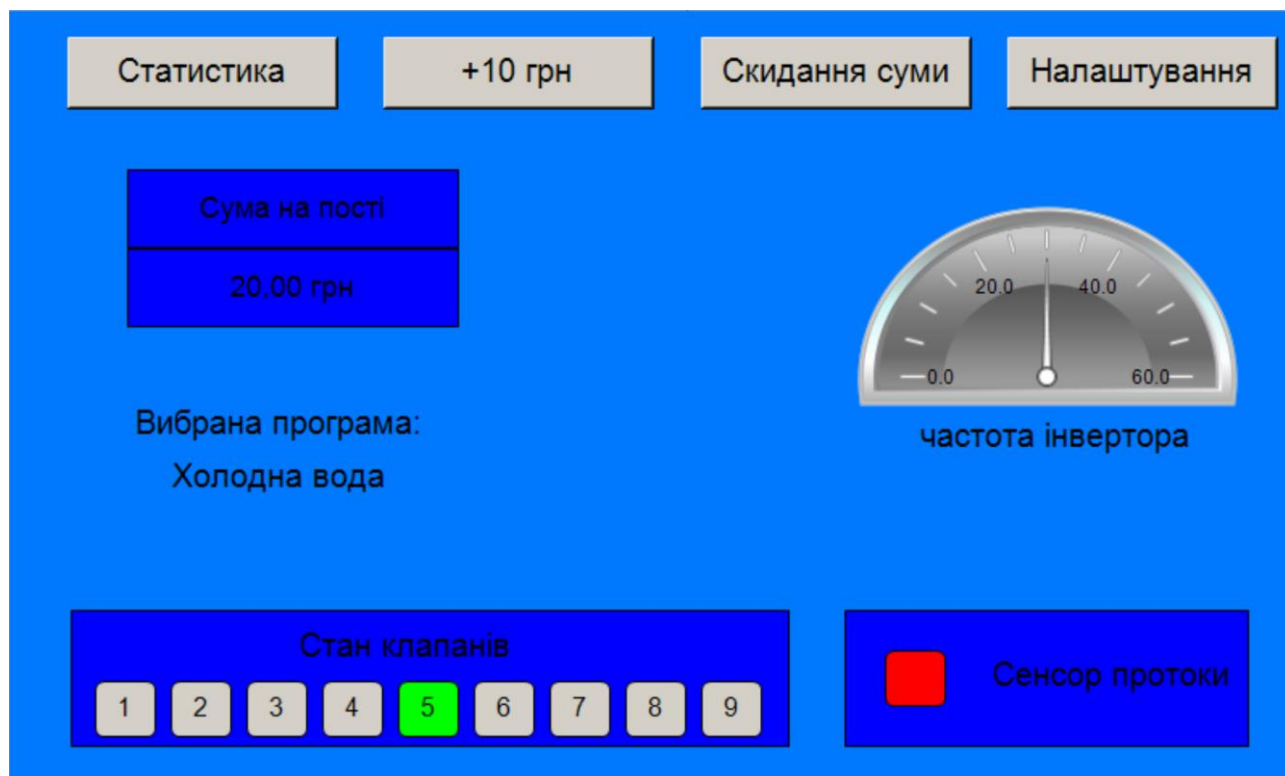 Статистика
+10 грн
Скидання суми
Налаштування
Сума на пості
20,00 грн
20.0
40.0
0.0
60.0
частота інвертора
Вибрана програма:
Холодна вода
Стан клапанів
1 2 3 4 5 6 7 8 9
Сенсор протоки